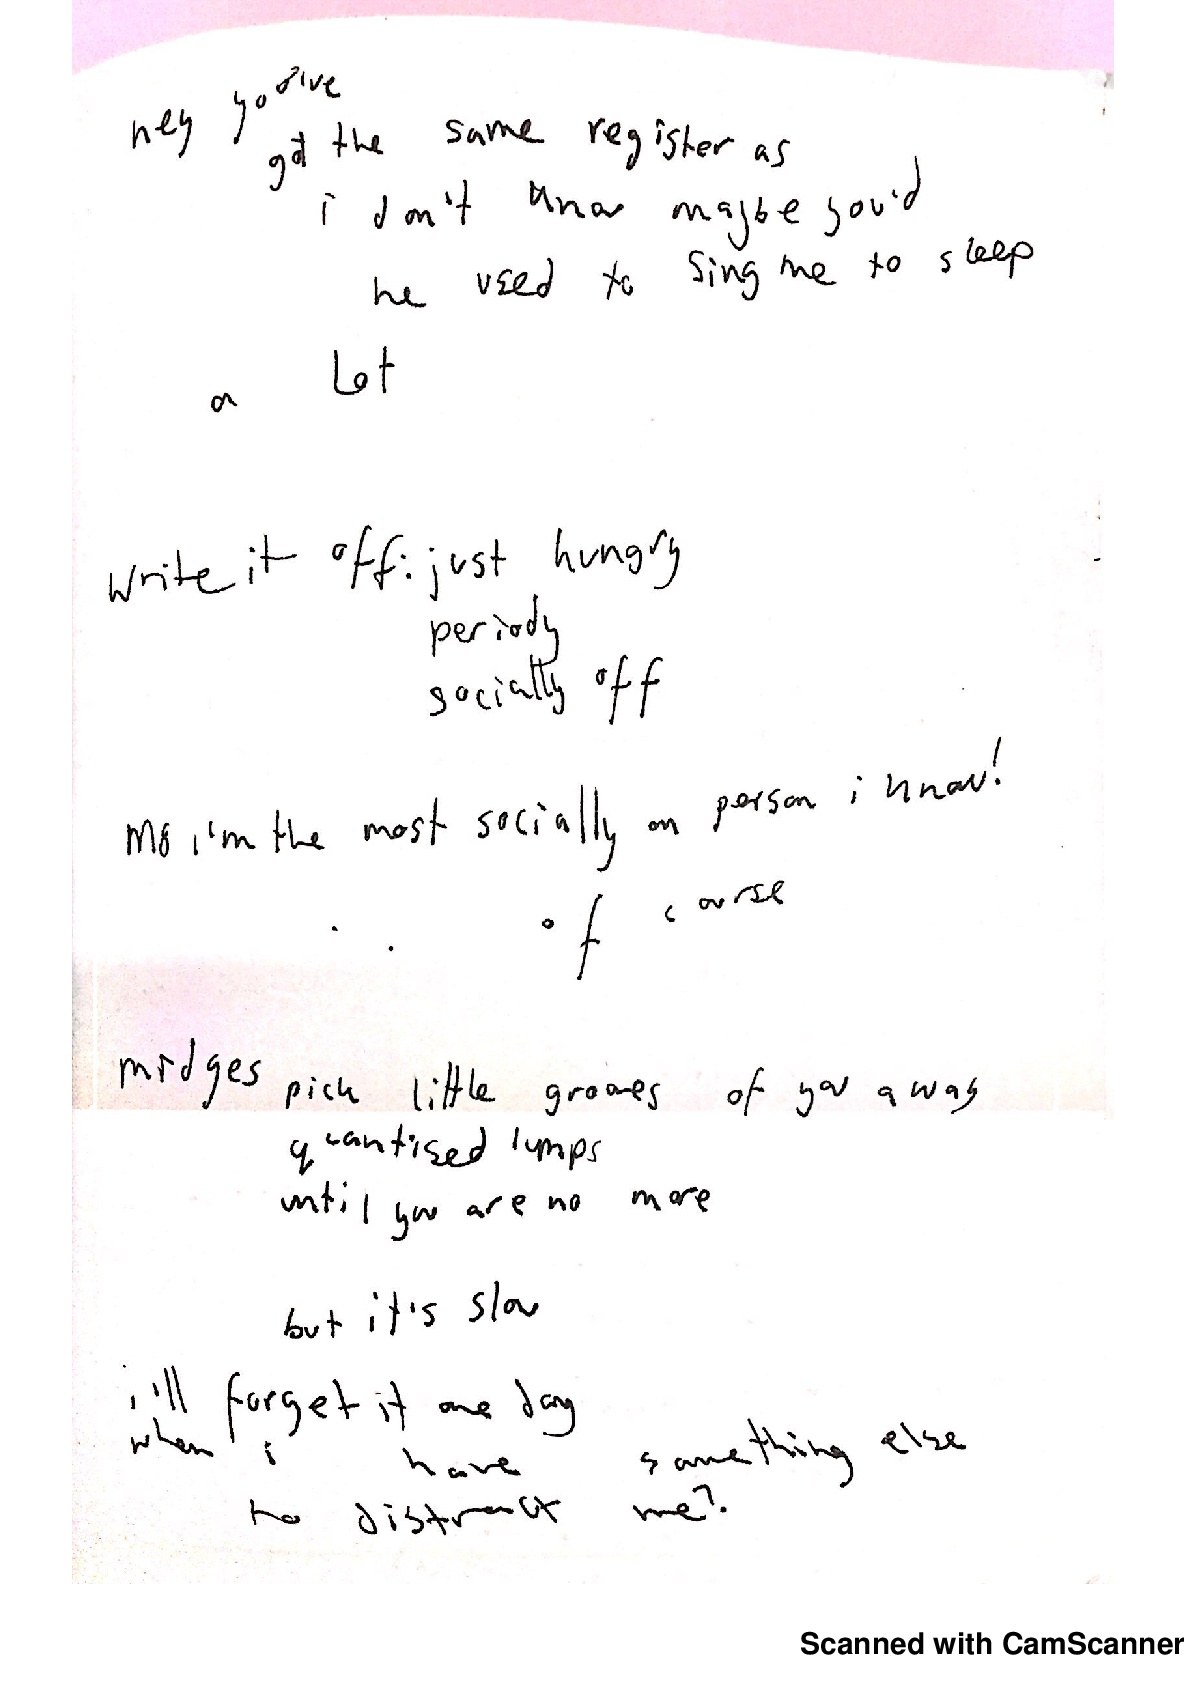 hey you've
got the same register as
i don't know maybe you'd
he used to sing me to sleep
a lot
write it off: just hungry
periody
socially off
i'm the most socially on person i know!
of course
midges pick little grooves of you away
quantised lumps
until you are no more
but it's slow
i'll forget it one day
when i have something else
to distract me?
Scanned with CamScanner